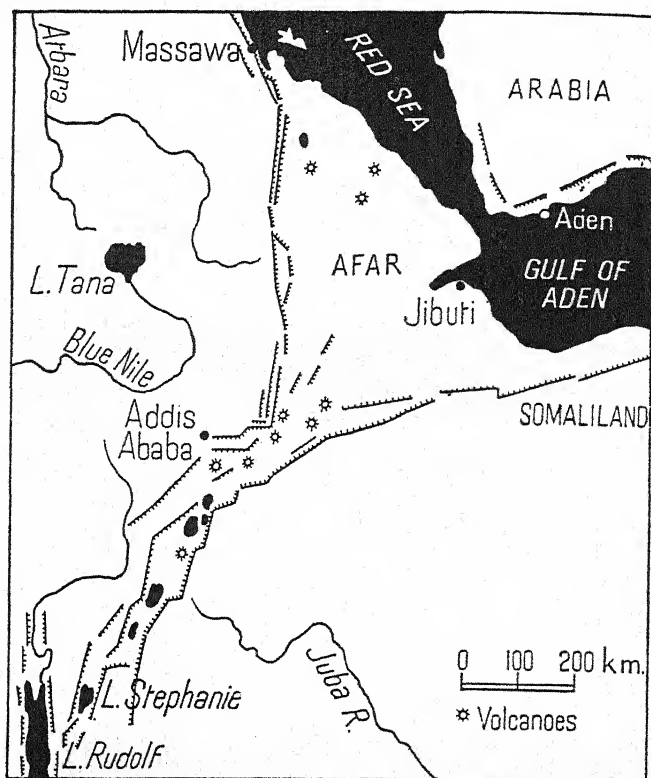 Arbara
Massawa
RED SEA
ARABIA
Aden
L.Tana
AFAR
GULF OF
ADEN
Jibuti
Blue Nile
Addis
Ababa
SOMALILAND
Juba R.
0 100 200 km.
L.Stephanie
Volcanoes
L.Rudolf